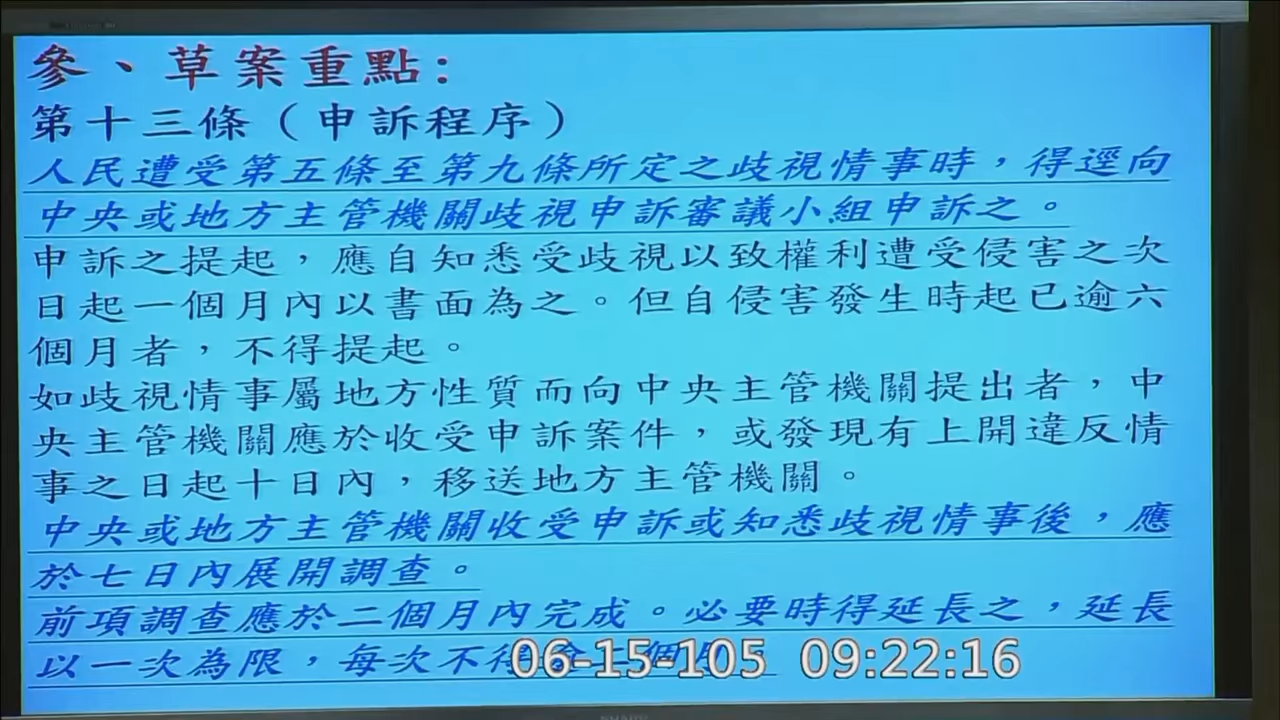 參、草案重點:
第十三條（申訴程序）
人民遭受第五條至第九條所定之歧視情事時，得逕向
中央或地方主管機關歧視申訴審議小組申訴之。
申訴之提起，應自知悉受歧視以致權利遭受侵害之次
日起一個月內以書面為之。但自侵害發生時起已逾六
個月者，不得提起。
如歧視情事屬地方性質而向中央主管機關提出者，中
央主管機關應於收受申訴案件，或發現有上開違反情
事之日起十日內，移送地方主管機關。
中央或地方主管機關收受申訴或知悉歧視情事後，應
於七日內展開調查。
前項調查應於二個月內完成。必要時得延長之，延長
以一次為限，每次不得
06-15-105 09:22:16